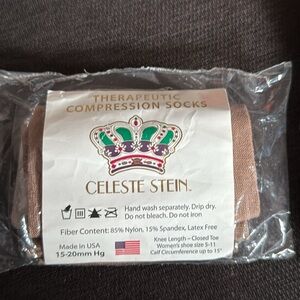 THERAPEUTIC
COMPRESSION SOCKS
CELESTE STEIN.
Hand wash separately. Drip dry.
Do not bleach. Do not iron
Fiber Content: 85% Nylon, 15% Spandex, Latex Free
Made in USA
15-20mm Hg
Knee Length ~ Closed Toe
Women's shoe size 5-11
Calf Circumference up to 15"